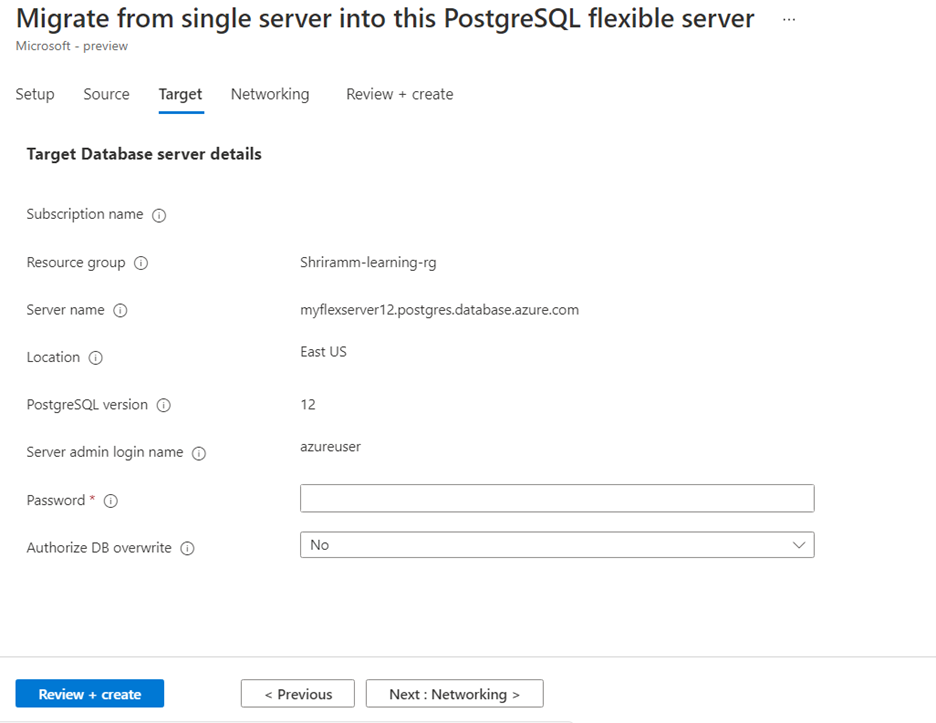 Migrate from single server into this PostgreSQL flexible server ...
Microsoft - preview
Setup Source Target Networking Review + create
Target Database server details
Subscription name
Resource group Shriramm-learning-rg
Server name myflexserver12.postgres.database.azure.com
Location East US
PostgreSQL version 12
Server admin login name azureuser
Password *
Authorize DB overwrite No
Review + create < Previous Next : Networking >